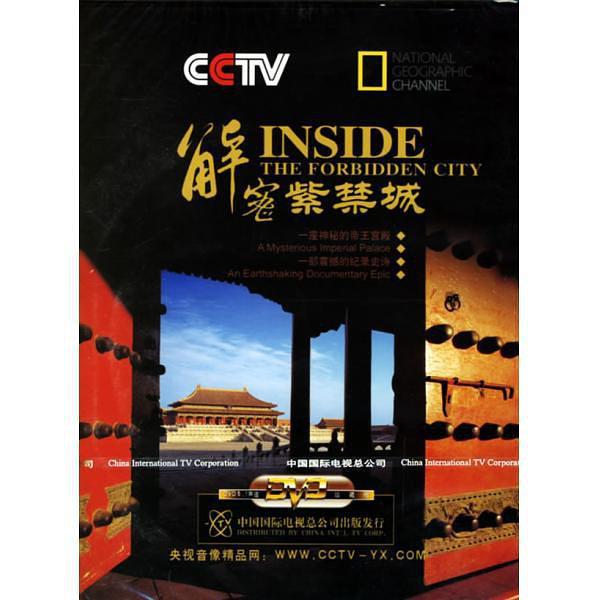 CCTV
NATIONAL
GEOGRAPHIC
CHANNEL
解密紫禁城
INSIDE
THE FORBIDDEN CITY
一座神秘的帝王宫殿
A Mysterious Imperial Palace
一部震撼的纪录史诗
An Earthshaking Documentary Epic
司 China International TV Corporation 中国国际电视总公司 China International TV Corporation
DVD
中国国际电视总公司出版发行
DISTRIBUTED BY CHINA INT'L TV CORP.
央视音像精品网：WWW.CCTV-YX.COM